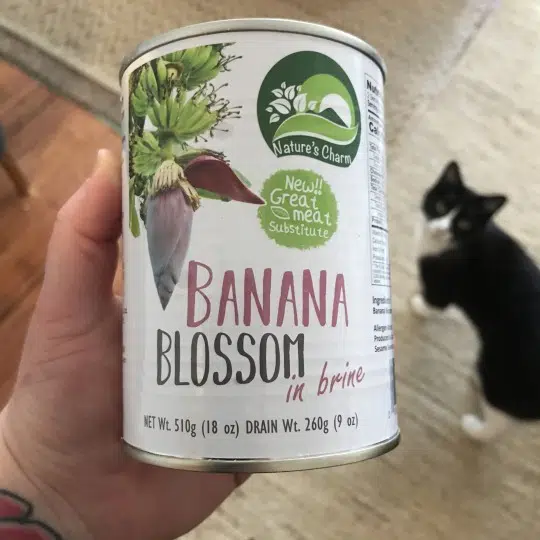 Nature's Charm
New!!
Great
meat
Substitute
BANANA
BLOSSOM
in brine
NET Wt. 510g (18 oz) DRAIN Wt. 260g (9 oz)